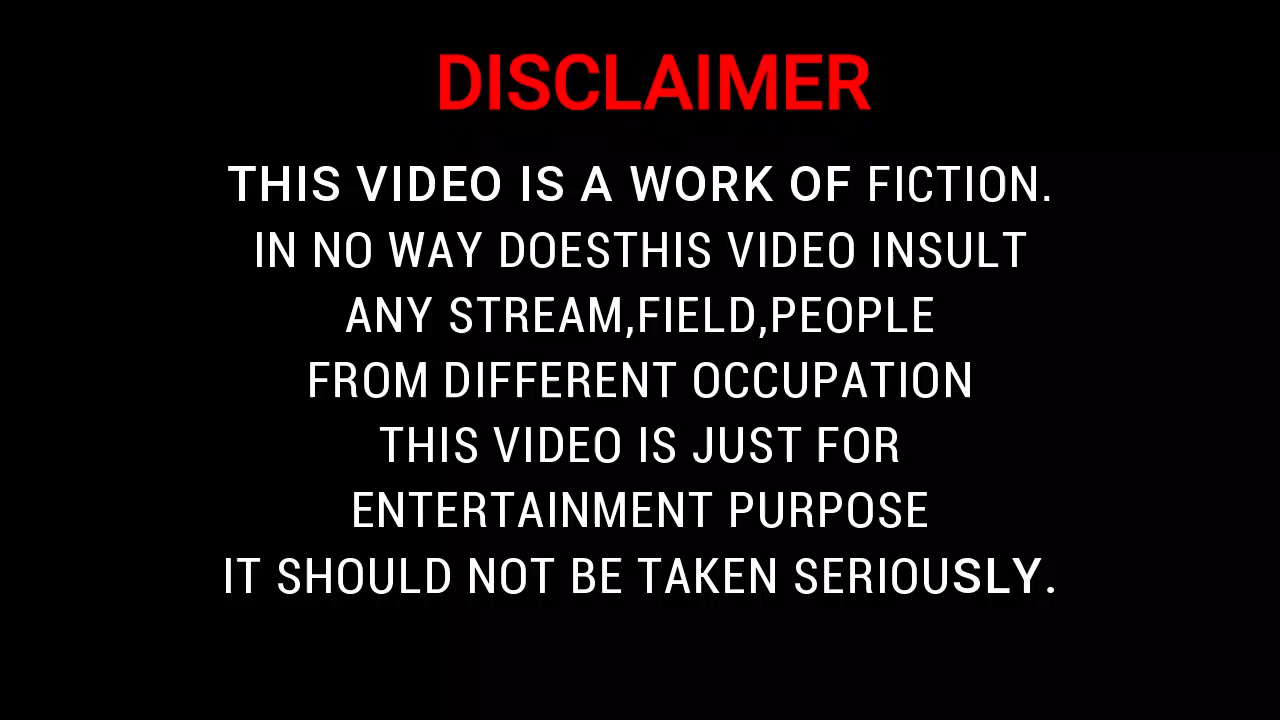 DISCLAIMER
THIS VIDEO IS A WORK OF FICTION.
IN NO WAY DOESTHIS VIDEO INSULT
ANY STREAM,FIELD,PEOPLE
FROM DIFFERENT OCCUPATION
THIS VIDEO IS JUST FOR
ENTERTAINMENT PURPOSE
IT SHOULD NOT BE TAKEN SERIOUSLY.